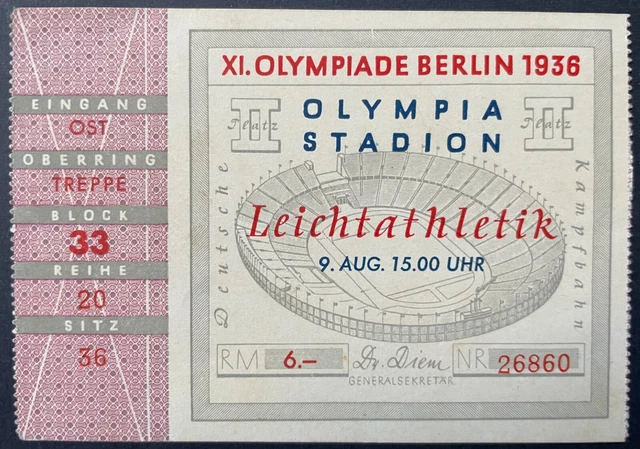 EINGANG
OST
OBERRING
TREPPE
BLOCK
33
REIHE
20
SITZ
36
XI. OLYMPIADE BERLIN 1936
II Platz
OLYMPIA
II Platz
STADION
Deutsche
Kampfbahn
Leichtathletik
9. AUG. 15.00 UHR
RM 6.— Dr. Diem NR 26860
GENERALSEKRETÄR